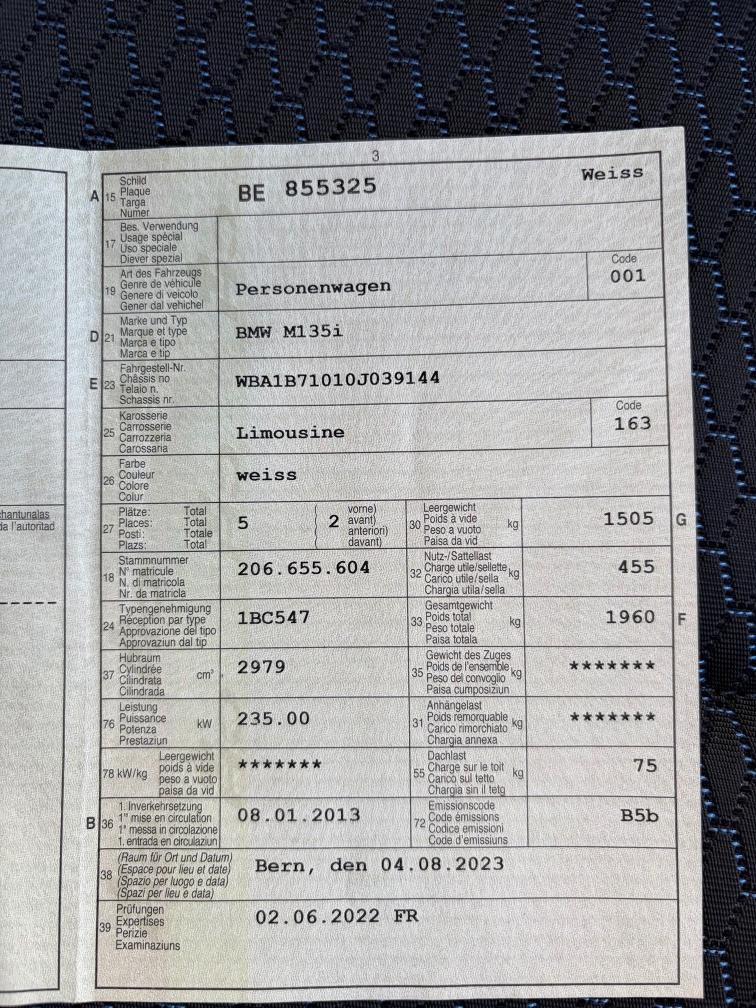 3
A 15 Schild
Plaque
Targa
Numer
BE 855325
Weiss
17 Bes. Verwendung
Usage spécial
Uso speciale
Diever spezial
19 Art des Fahrzeugs
Genre de véhicule
Genere di veicolo
Gener dal vehichel
Personenwagen
Code
001
D 21 Marke und Typ
Marque et type
Marca e tipo
Marca e tip
BMW M135i
E 23 Fahrgestell-Nr.
Châssis no
Telaio n.
Schassis nr.
WBA1B71010J039144
25 Karosserie
Carrosserie
Carrozzeria
Carossaria
Limousine
Code
163
26 Farbe
Couleur
Colore
Colur
weiss
27 Plätze: Total
Places: Total
Posti: Totale
Plazs: Total
5
( 2 vorne)
avant)
anteriori)
davant)
30 Leergewicht
Poids à vide
Peso a vuoto
Paisa da vid
kg
1505 G
18 Stammnummer
N° matricule
N. di matricola
Nr. da matricla
206.655.604
32 Nutz-/Sattellast
Charge utile/sellette
Carico utile/sella
Chargia utila/sella
kg
455
24 Typengenehmigung
Réception par type
Approvazione del tipo
Approvaziun dal tip
1BC547
33 Gesamtgewicht
Poids total
Peso totale
Paisa totala
kg
1960 F
37 Hubraum
Cylindrée
Cilindrata
Cilindrada
cm³
2979
35 Gewicht des Zuges
Poids de l'ensemble
Peso del convoglio
Paisa cumposiziun
kg
*******
76 Leistung
Puissance
Potenza
Prestaziun
kW
235.00
31 Anhängelast
Poids remorquable
Carico rimorchiato
Chargia annexa
kg
*******
78 kW/kg Leergewicht
poids à vide
peso a vuoto
paisa da vid
*******
55 Dachlast
Charge sur le toit
Carico sul tetto
Chargia sin il tetg
kg
75
B 36 1. Inverkehrsetzung
1re mise en circulation
1a messa in circolazione
1. entrada en circulaziun
08.01.2013
72 Emissionscode
Code émissions
Codice emissioni
Code d'emissiuns
B5b
38 (Raum für Ort und Datum)
(Espace pour lieu et date)
(Spazio per luogo e data)
(Spazi per lieu e data)
Bern, den 04.08.2023
39 Prüfungen
Expertises
Perizie
Examinaziuns
02.06.2022 FR
chantunalas
da l'autoritad